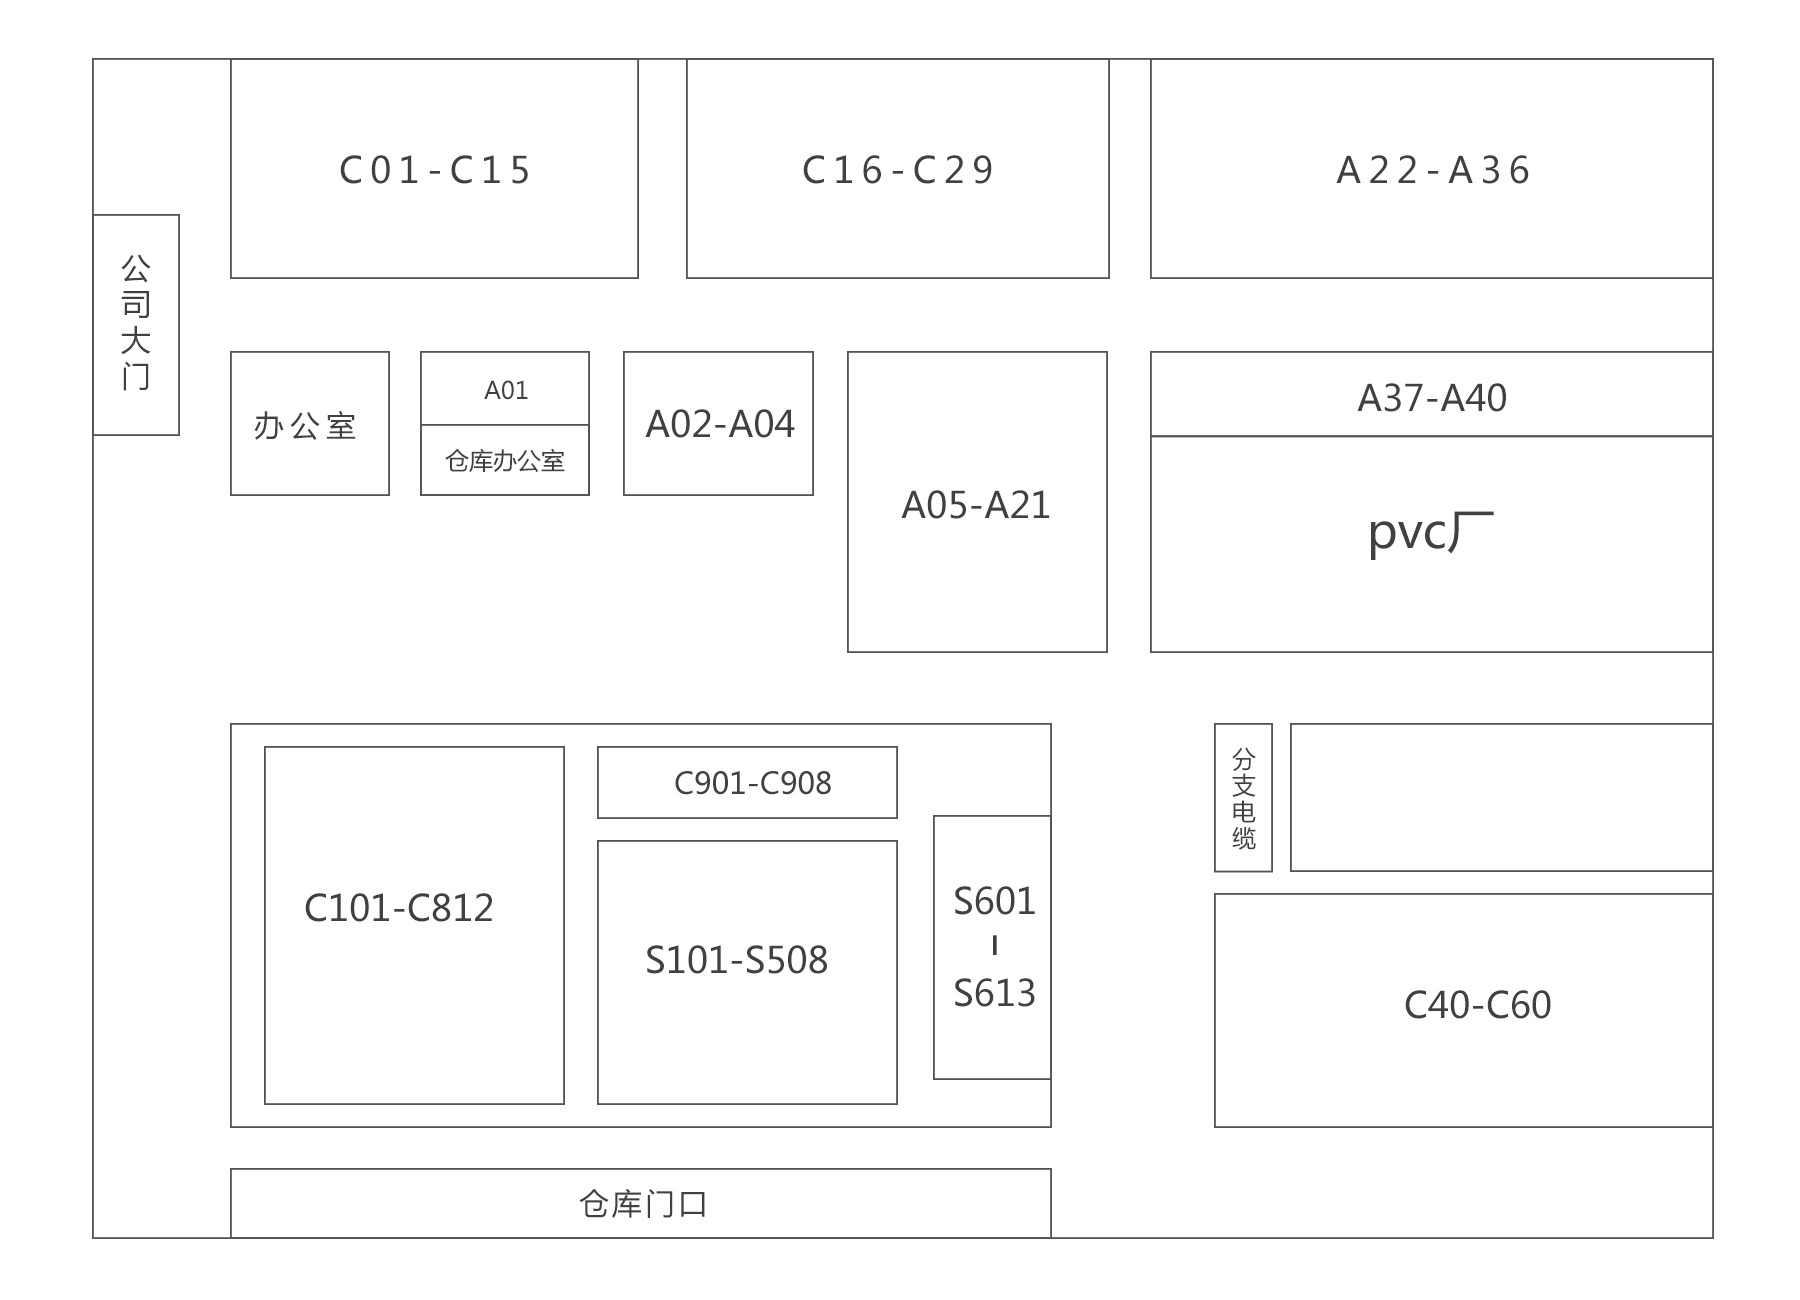 C01-C15
C16-C29
A22-A36
公司大门
办公室
A01
仓库办公室
A02-A04
A05-A21
A37-A40
pvc厂
C101-C812
C901-C908
S101-S508
S601
-
S613
分支电缆
C40-C60
仓库门口